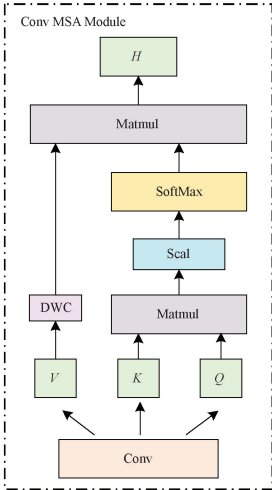 Conv MSA Module
H
Matmul
SoftMax
Scal
DWC
Matmul
V
K
Q
Conv